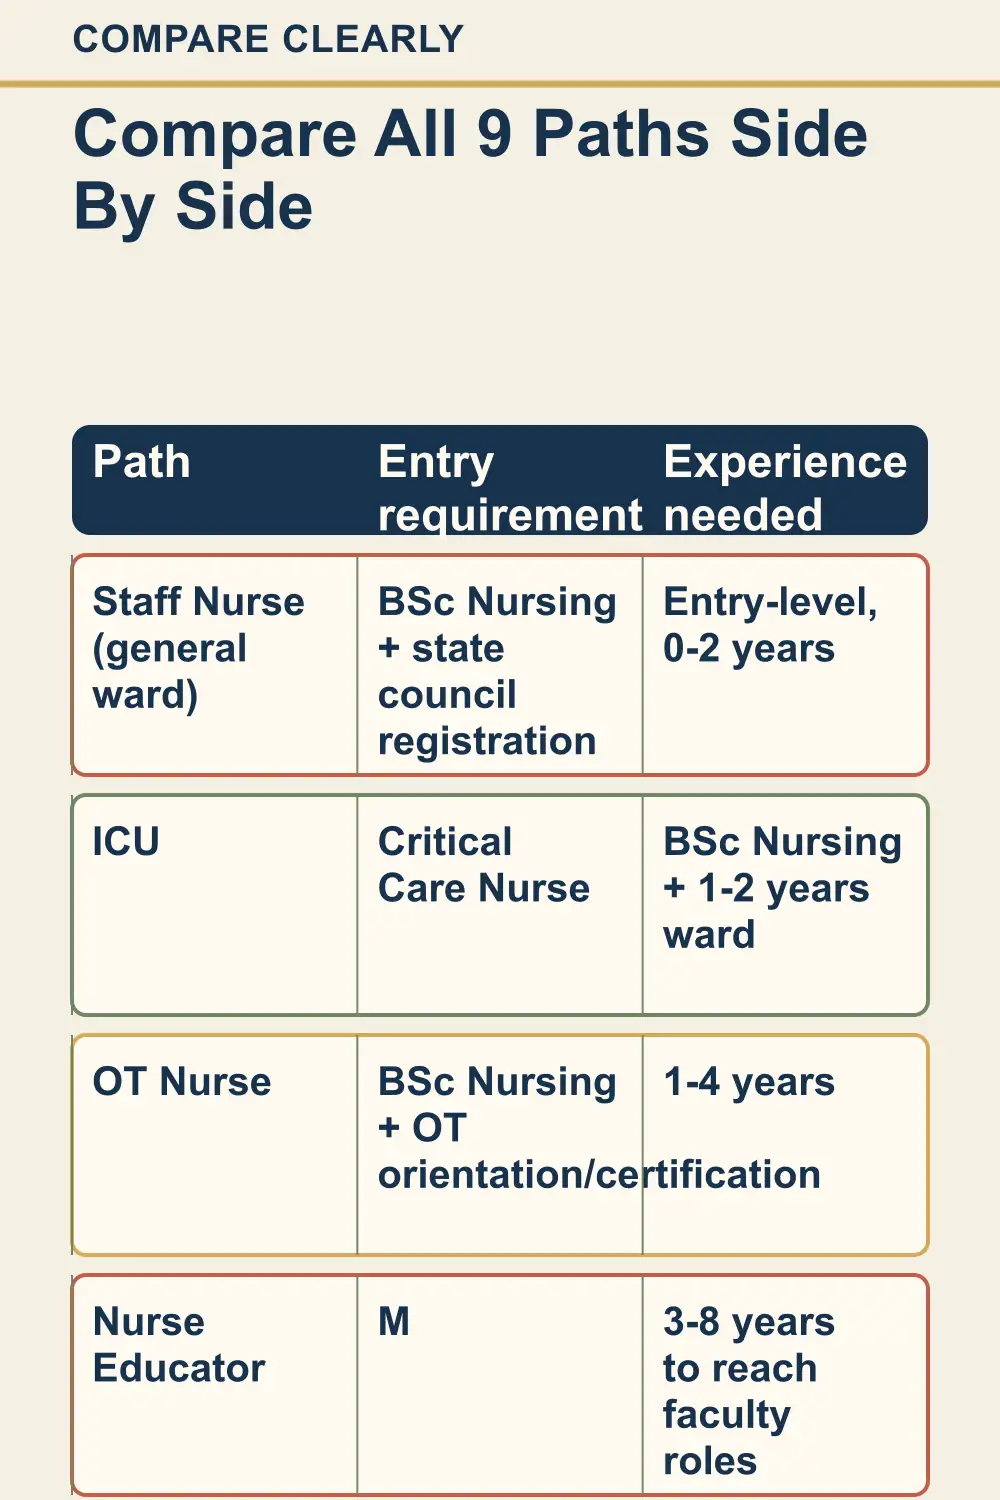 COMPARE CLEARLY
Compare All 9 Paths Side
By Side
Path
Entry
requirement
Experience
needed
Staff Nurse
(general
ward)
BSc Nursing
+ state
council
registration
Entry-level,
0-2 years
ICU
Critical
Care Nurse
BSc Nursing
+ 1-2 years
ward
OT Nurse
BSc Nursing
+ OT
orientation/certification
1-4 years
Nurse
Educator
M
3-8 years
to reach
faculty
roles